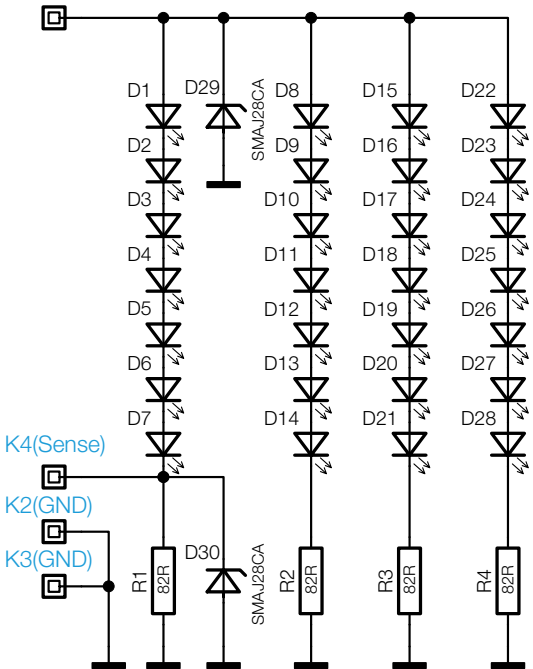 D1
D29
SMAJ28CA
D8
D15
D22
D2
D9
D16
D23
D3
D10
D17
D24
D4
D11
D18
D25
D5
D12
D19
D26
D6
D13
D20
D27
D7
D14
D21
D28
K4(Sense)
K2(GND)
K3(GND)
R1
82R
D30
SMAJ28CA
R2
82R
R3
82R
R4
82R